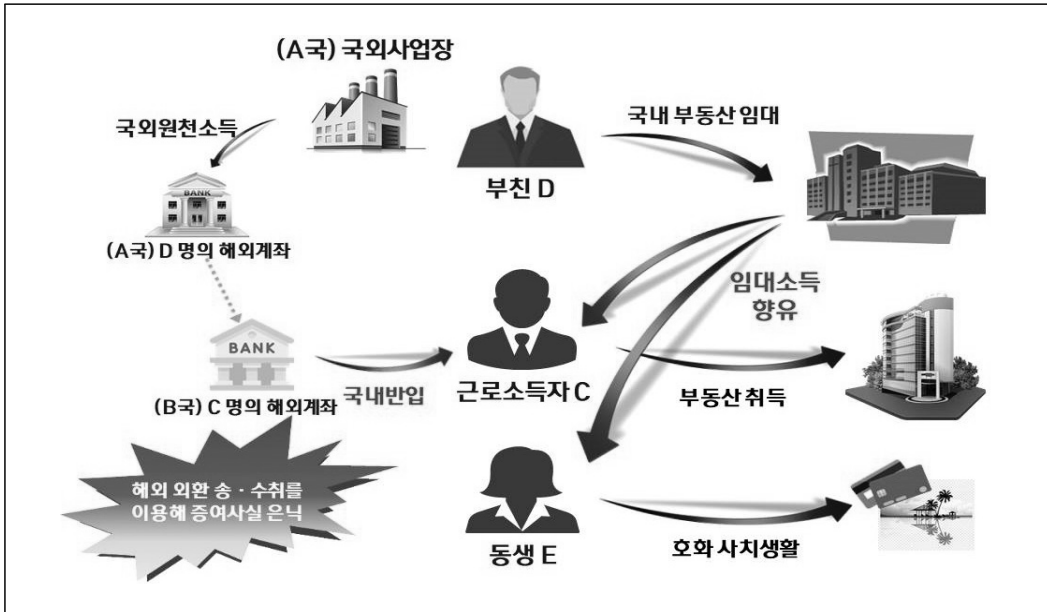 (A국) 국외사업장
국외원천소득
국내 부동산 임대
부친 D
BANK
(A국) D 명의 해외계좌
임대소득
향유
BANK
국내반입
(B국) C 명의 해외계좌
근로소득자 C
부동산 취득
해외 외환 송 · 수취를
이용해 증여사실 은닉
동생 E
호화 사치생활